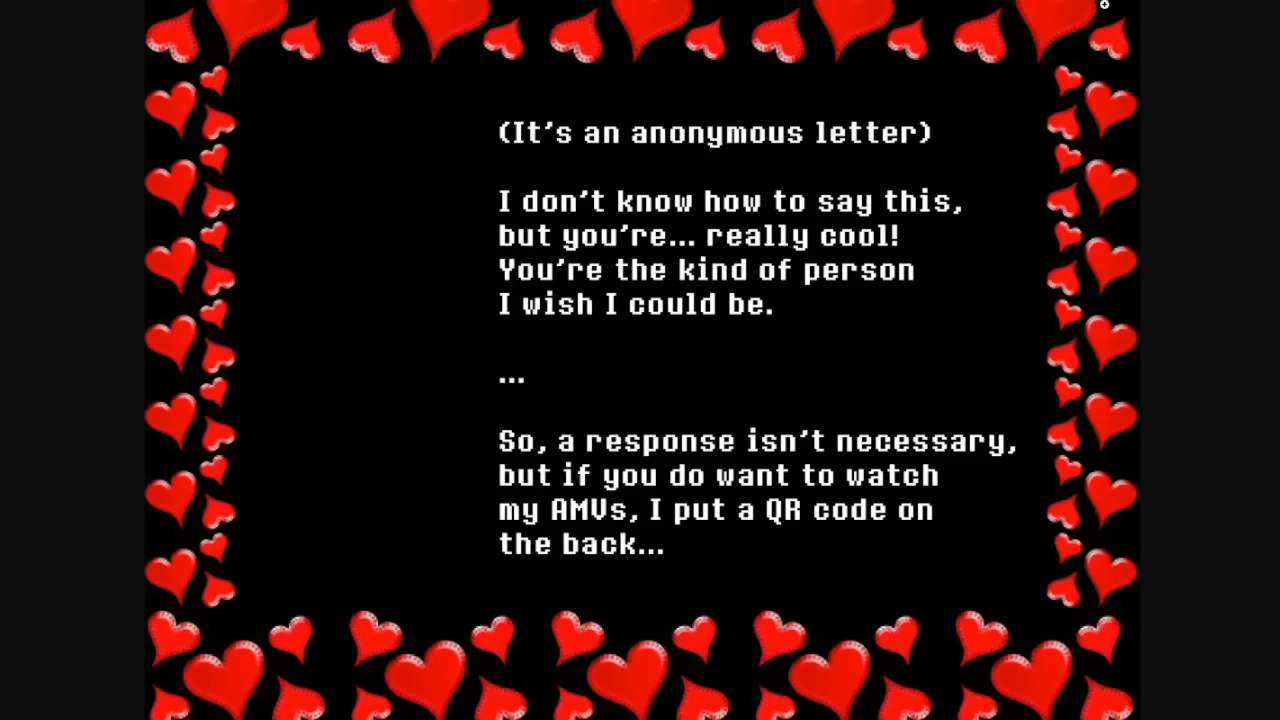 (It's an anonymous letter)
I don't know how to say this,
but you're... really cool!
You're the kind of person
I wish I could be.
...
So, a response isn't necessary,
but if you do want to watch
my AMVs, I put a QR code on
the back...